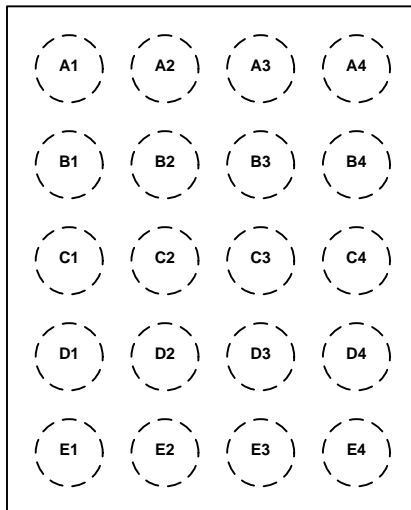 A1 A2 A3 A4
B1 B2 B3 B4
C1 C2 C3 C4
D1 D2 D3 D4
E1 E2 E3 E4